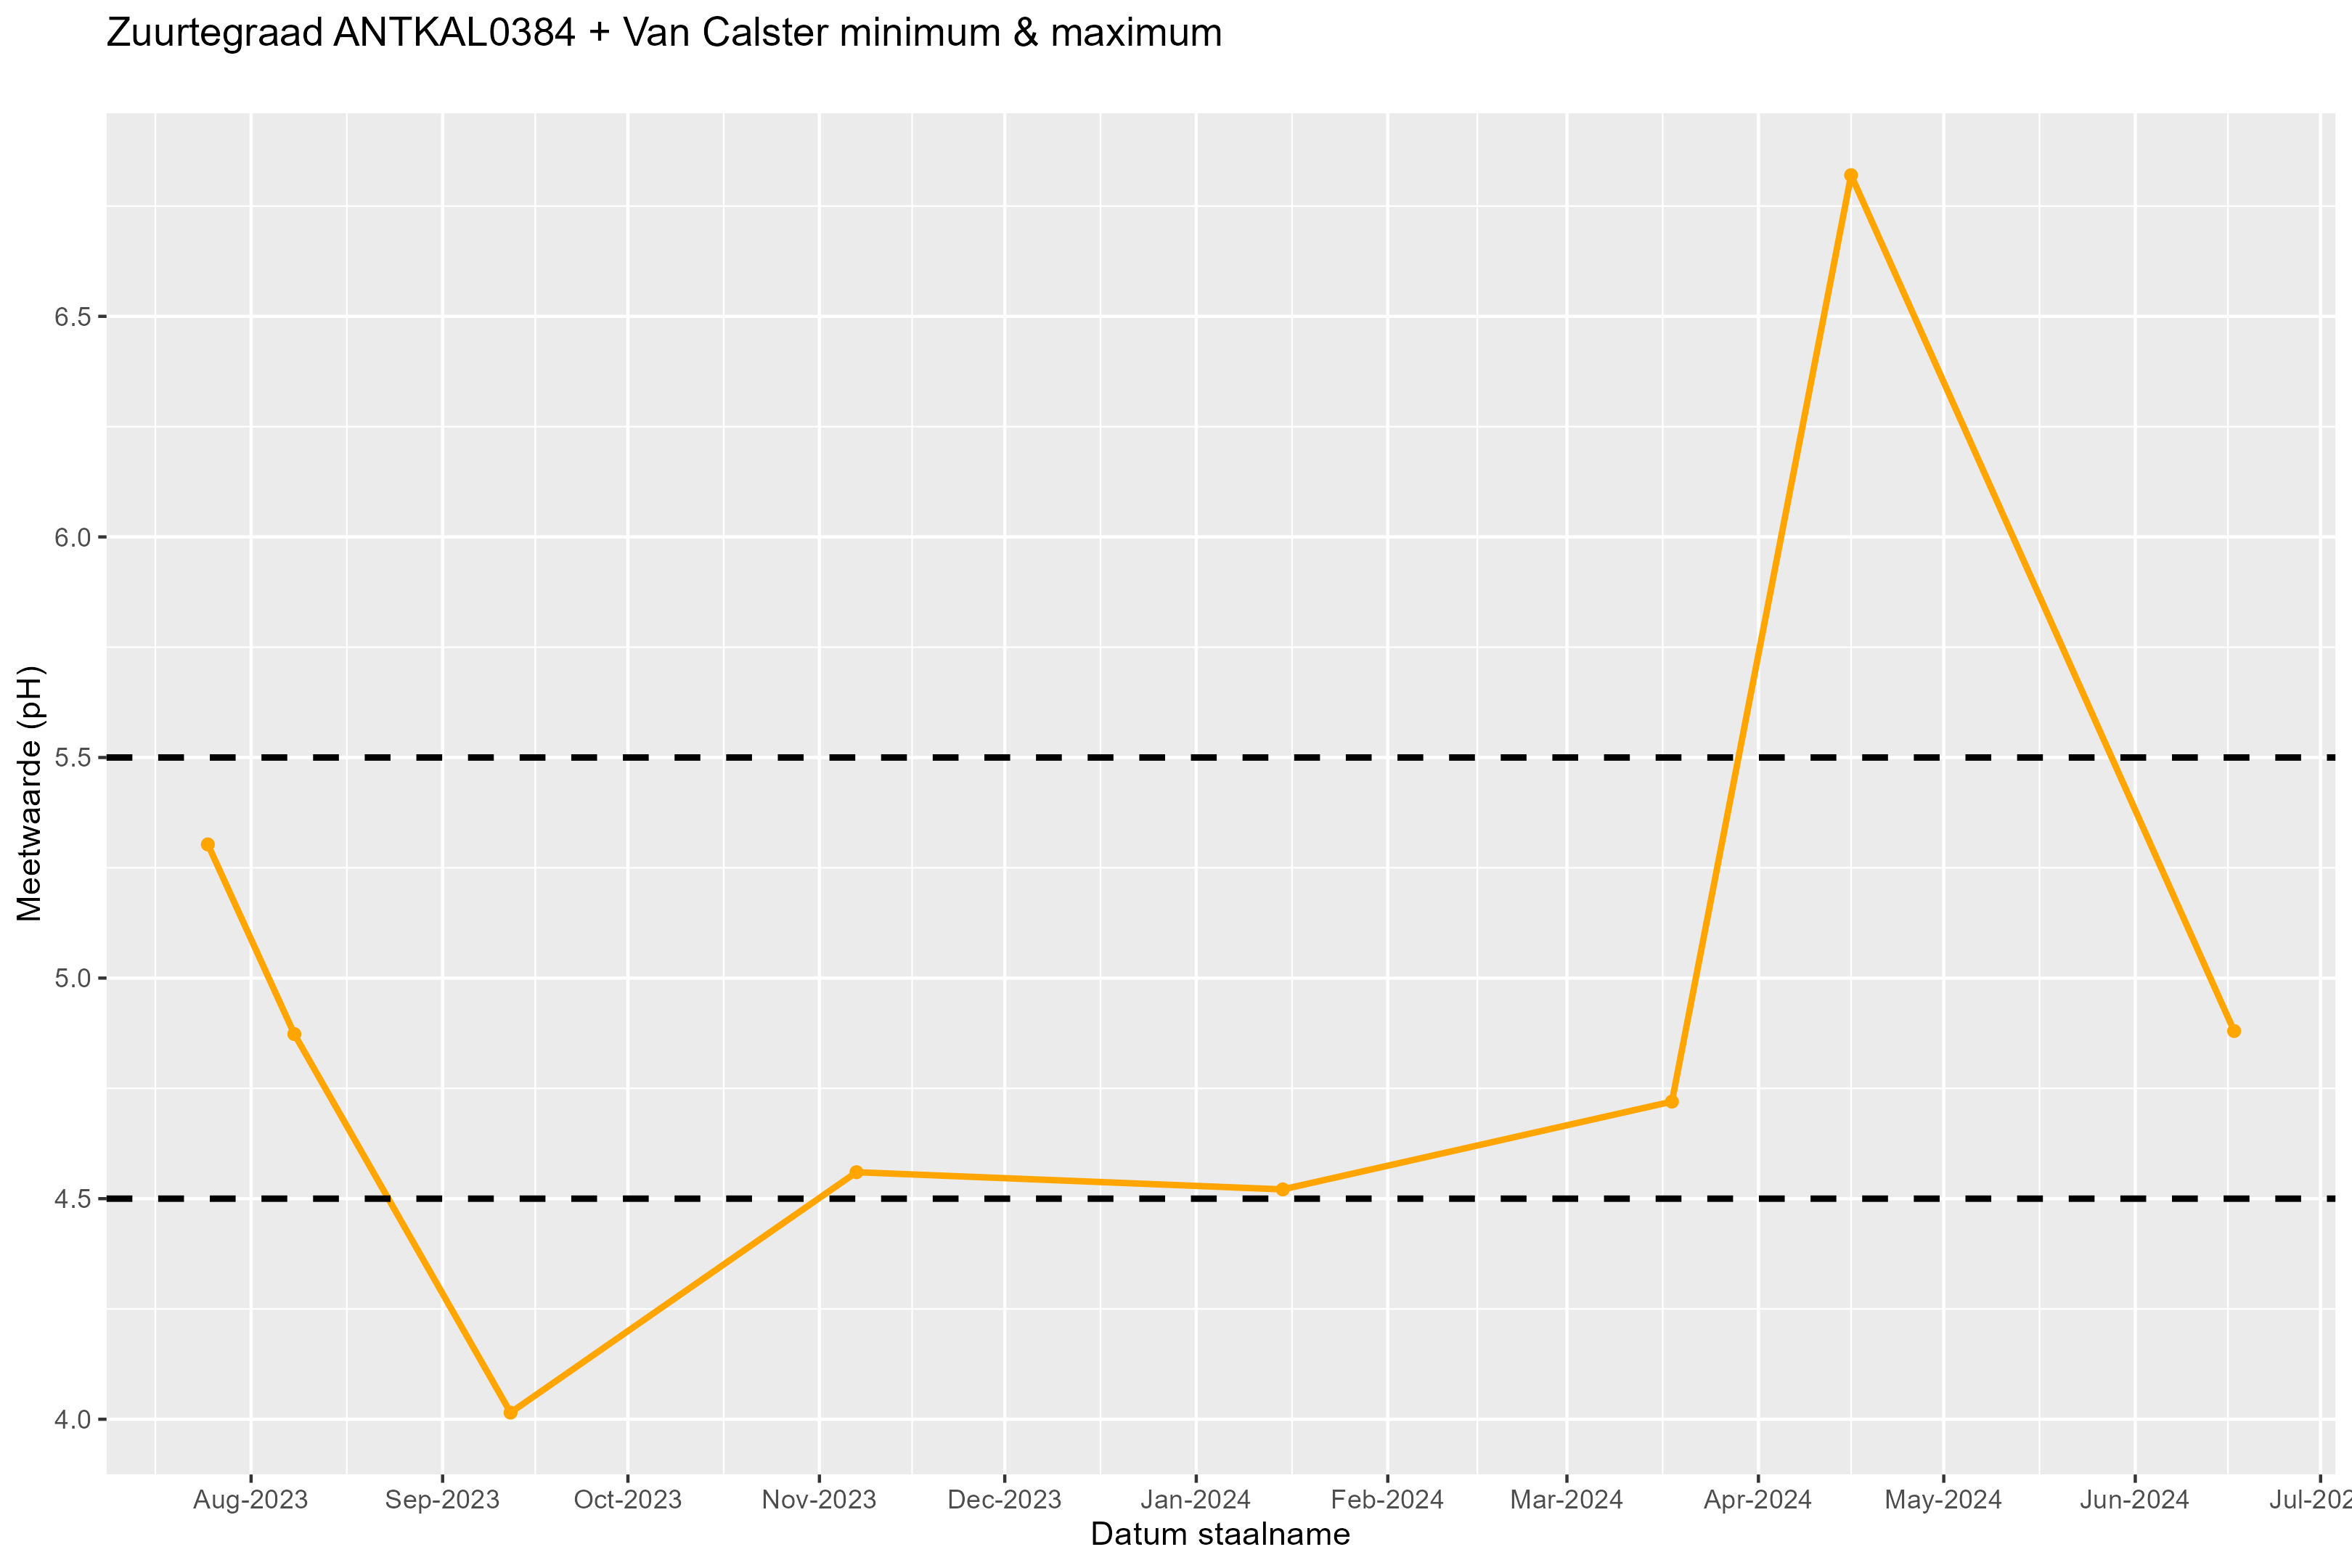 Zuurtegraad ANTKAL0384 + Van Calster minimum & maximum
Meetwaarde (pH)
6.5
6.0
5.5
5.0
4.5
4.0
Aug-2023 Sep-2023 Oct-2023 Nov-2023 Dec-2023 Jan-2024 Feb-2024 Mar-2024 Apr-2024 May-2024 Jun-2024 Jul-202
Datum staalname